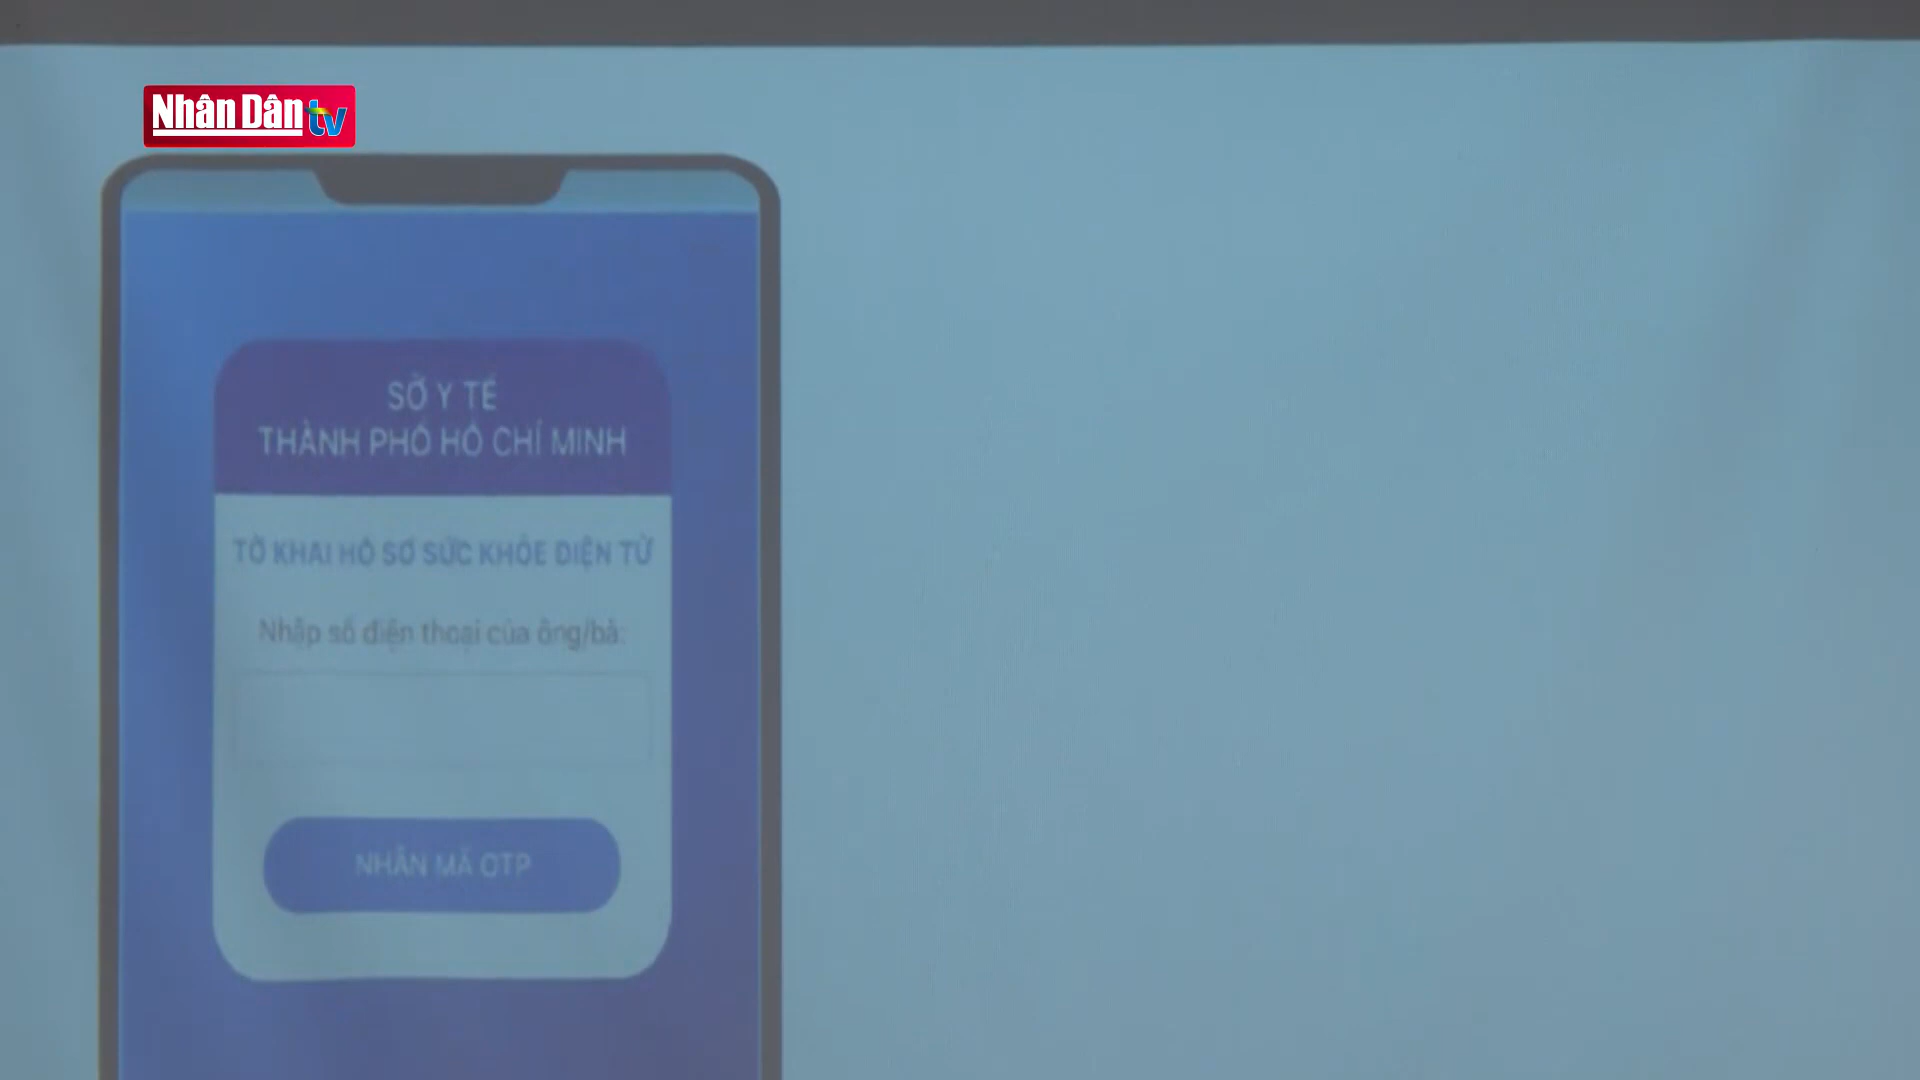 Nhân Dân tv
SỞ Y TẾ
THÀNH PHỐ HỒ CHÍ MINH
TỜ KHAI HỒ SƠ SỨC KHỎE ĐIỆN TỬ
Nhập số điện thoại của ông/bà:
NHẬN MÃ OTP